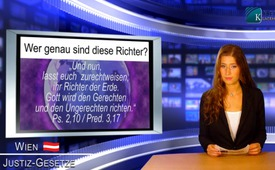 Wer genau sind diese Richter?
„Und nun,
lasst euch zurechtweisen,
ihr Richter der Erde.
Gott wird den Gerechten
und den Ungerechten richten."
Ps. 2,10 / Pred. 3,17
WIEN
JUSTIZ-GESETZE